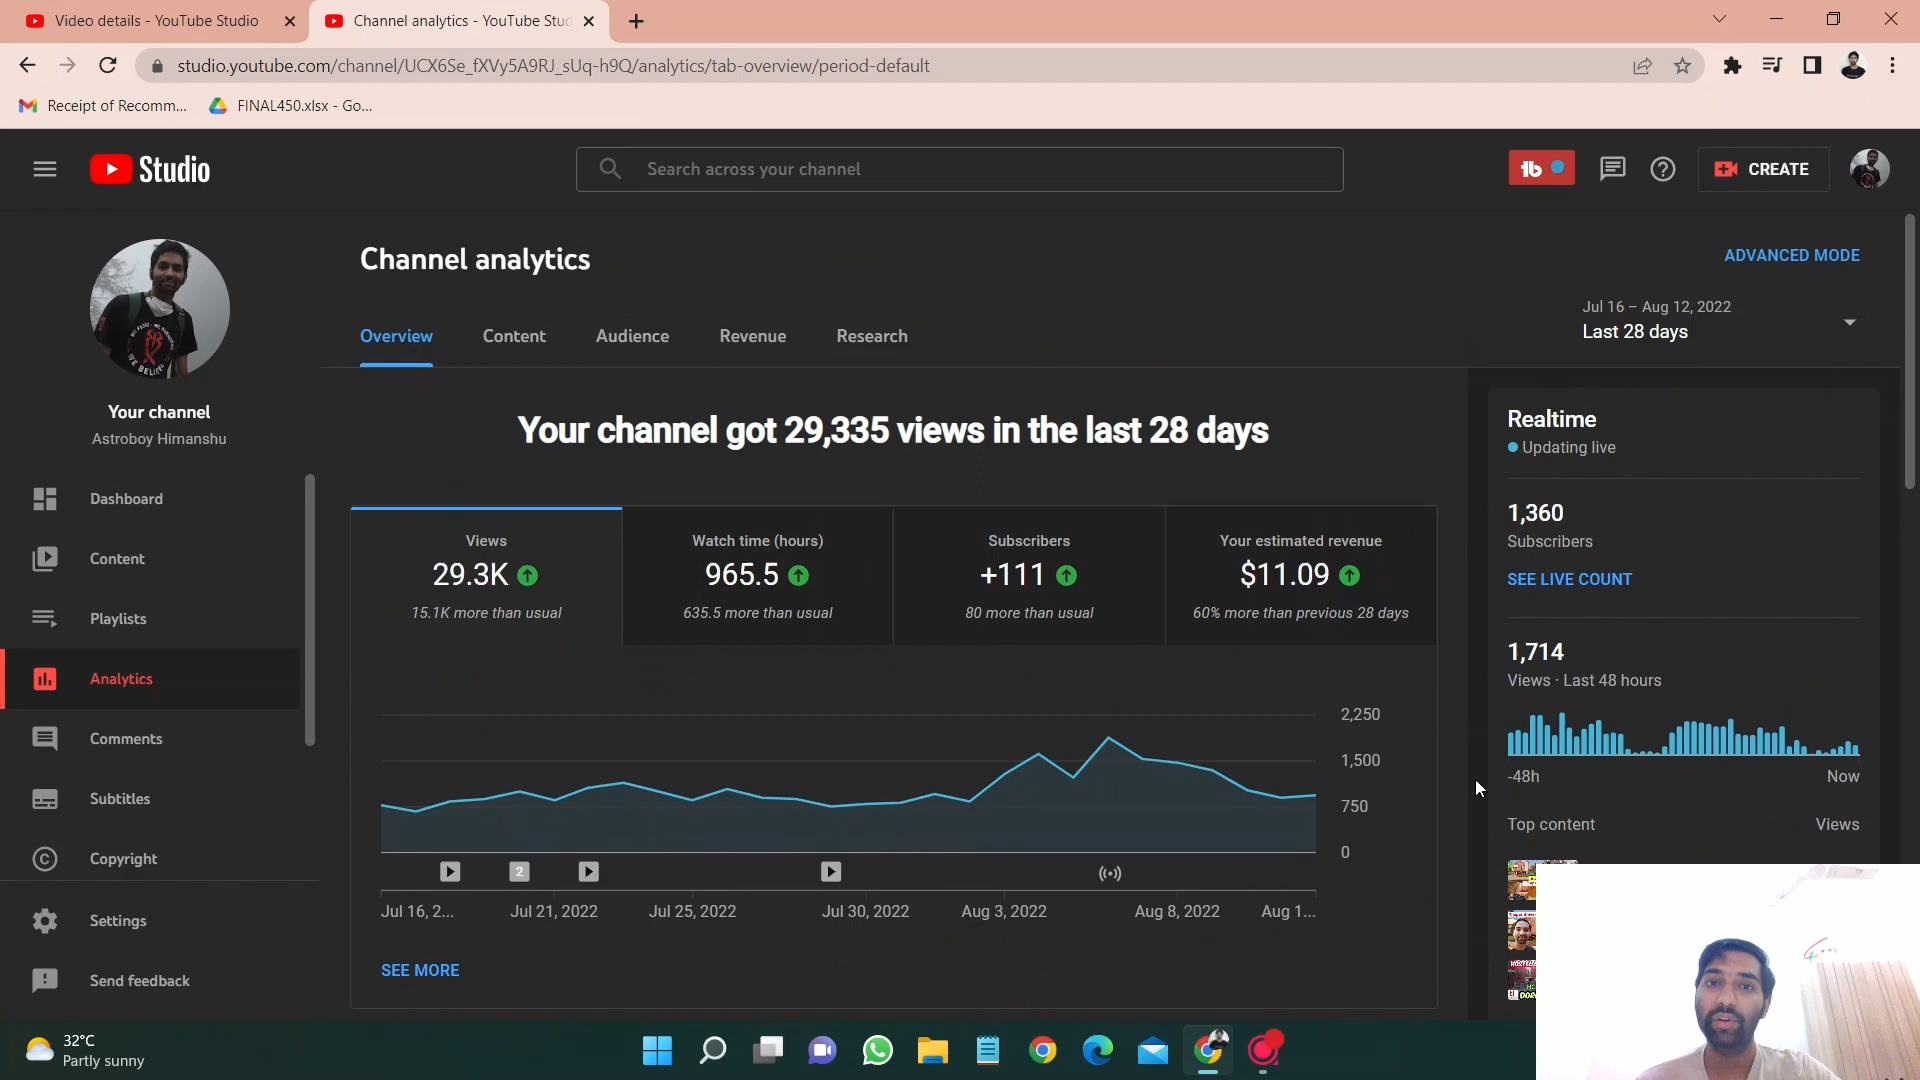 Video details - YouTube Studio
Channel analytics - YouTube Stud
studio.youtube.com/channel/UCX6Se_fXVy5A9RJ_sUq-h9Q/analytics/tab-overview/period-default
Receipt of Recomm...
FINAL450.xlsx - Go...
Studio
Search across your channel
tb
CREATE
Channel analytics
ADVANCED MODE
Overview
Content
Audience
Revenue
Research
Jul 16 – Aug 12, 2022
Last 28 days
Your channel
Astroboy Himanshu
Dashboard
Content
Playlists
Analytics
Comments
Subtitles
Copyright
Settings
Send feedback
Your channel got 29,335 views in the last 28 days
Views
29.3K
15.1K more than usual
Watch time (hours)
965.5
635.5 more than usual
Subscribers
+111
80 more than usual
Your estimated revenue
$11.09
60% more than previous 28 days
2,250
1,500
750
0
2
Jul 16, 2...
Jul 21, 2022
Jul 25, 2022
Jul 30, 2022
Aug 3, 2022
Aug 8, 2022
Aug 1...
SEE MORE
Realtime
Updating live
1,360
Subscribers
SEE LIVE COUNT
1,714
Views · Last 48 hours
-48h
Now
Top content
Views
32°C
Partly sunny